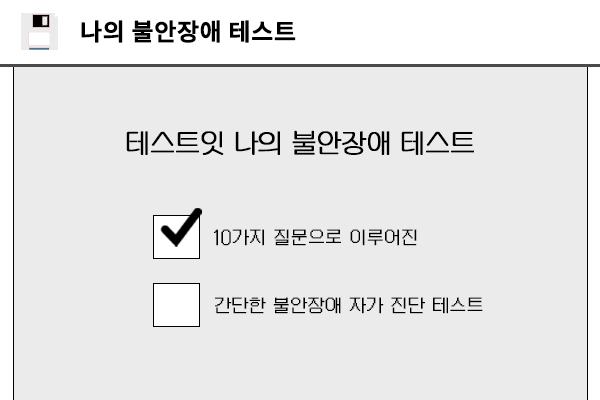 나의 불안장애 테스트
테스트잇 나의 불안장애 테스트
10가지 질문으로 이루어진
간단한 불안장애 자가 진단 테스트